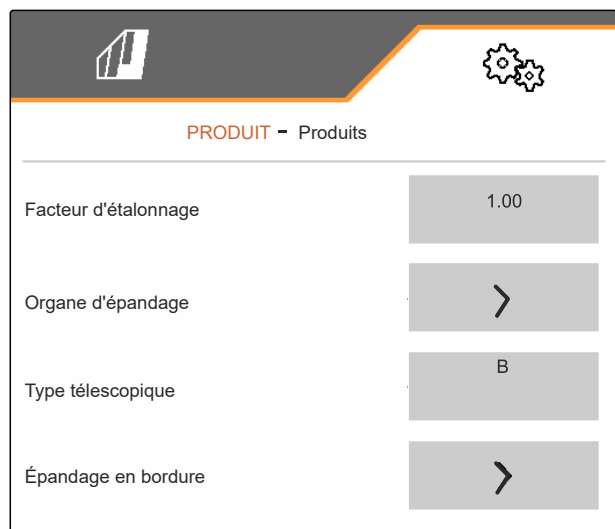 PRODUIT - Produits
Facteur d'étalonnage
1.00
Organe d'épandage
Type télescopique
B
Épandage en bordure